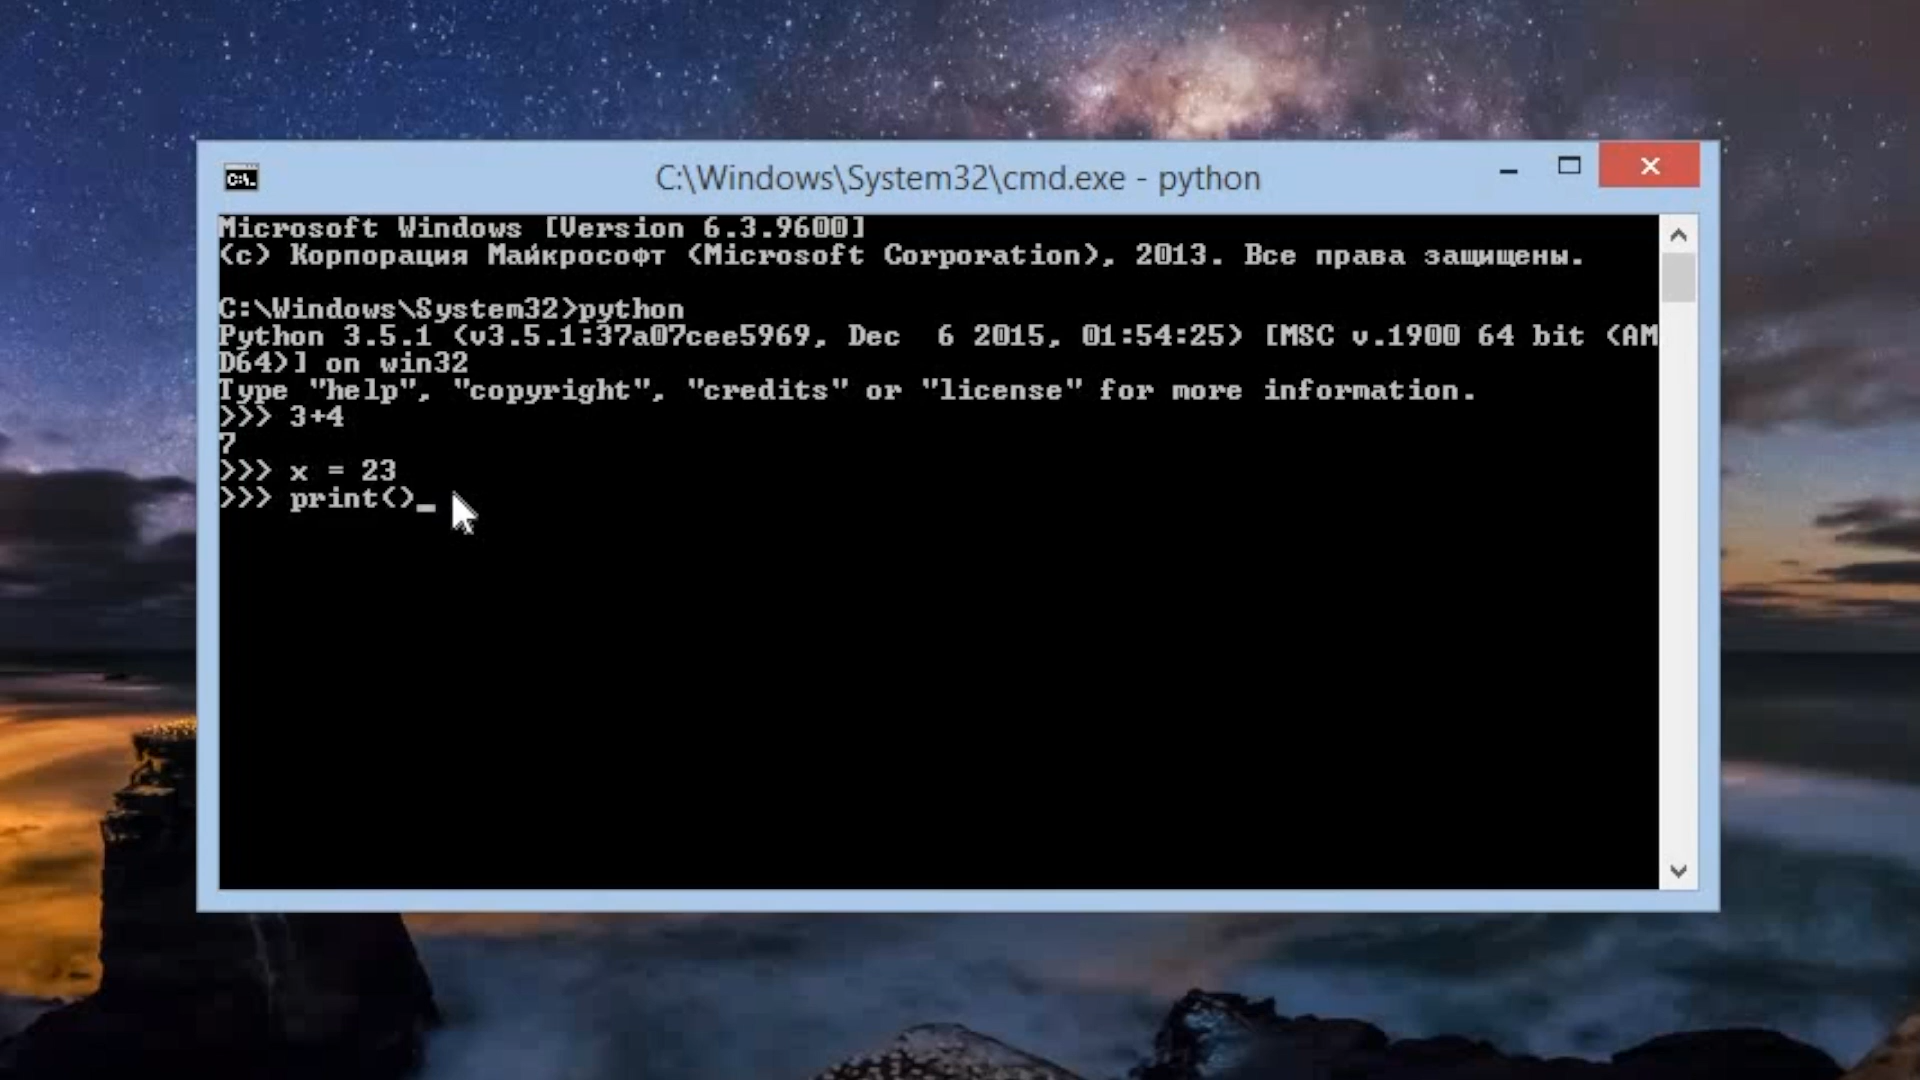 C:\Windows\System32\cmd.exe - python
Microsoft Windows [Version 6.3.9600]
(c) Корпорация Майкрософт (Microsoft Corporation), 2013. Все права защищены.
C:\Windows\System32>python
Python 3.5.1 (v3.5.1:37a07cee5969, Dec  6 2015, 01:54:25) [MSC v.1900 64 bit (AM
D64)] on win32
Type "help", "copyright", "credits" or "license" for more information.
>>> 3+4
7
>>> x = 23
>>> print()_